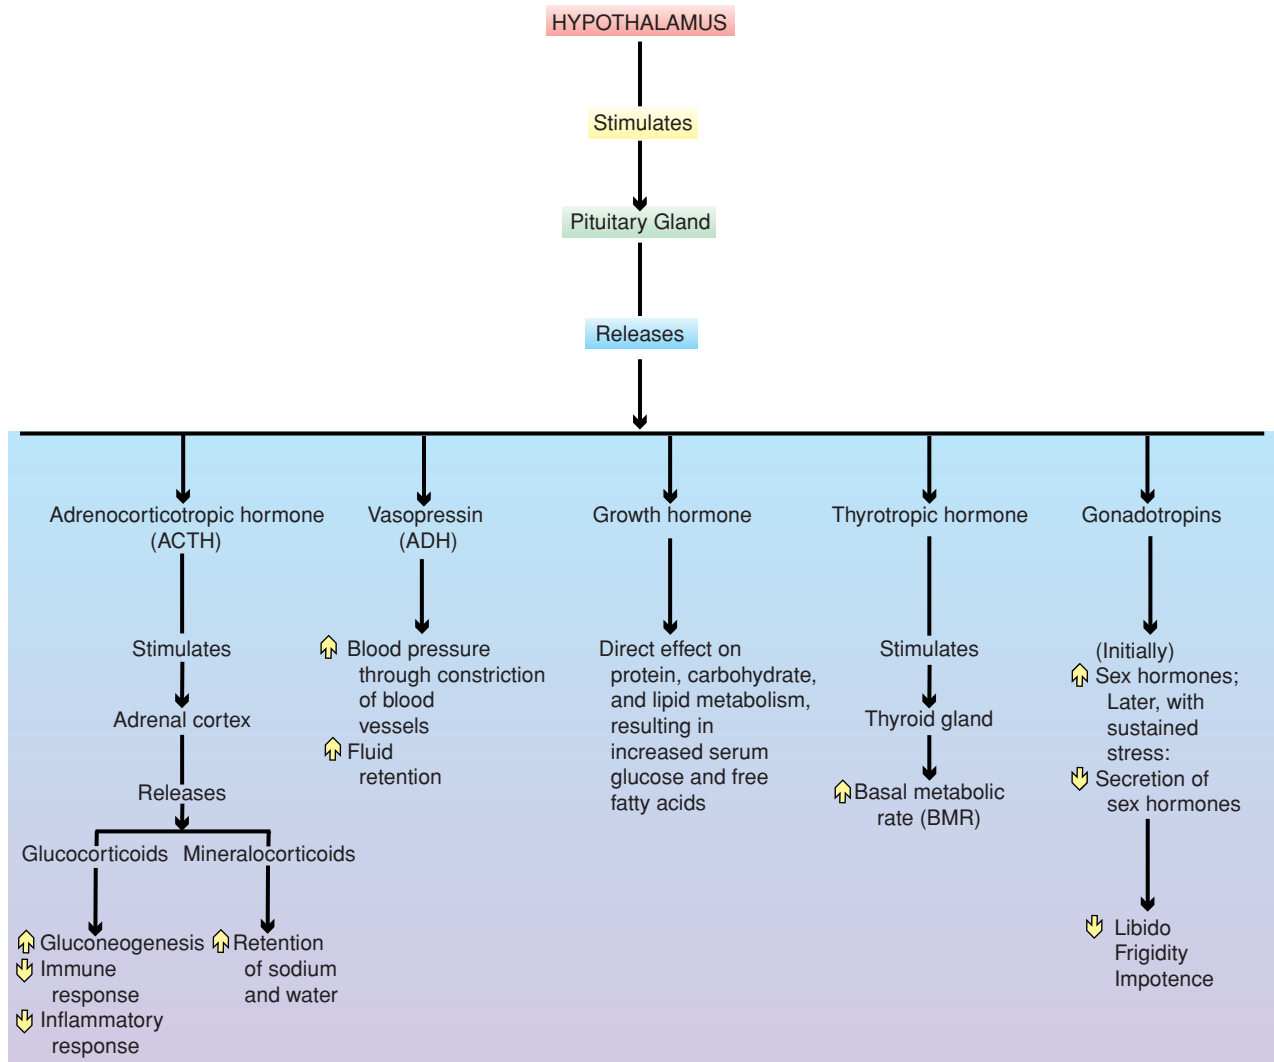 HYPOTHALAMUS
Stimulates
Pituitary Gland
Releases
Adrenocorticotropic hormone
(ACTH)
Stimulates
Adrenal cortex
Releases
Glucocorticoids
Gluconeogenesis
Immune
response
Inflammatory
response
Mineralocorticoids
Retention
of sodium
and water
Vasopressin
(ADH)
Blood pressure
through constriction
of blood
vessels
Fluid
retention
Growth hormone
Direct effect on
protein, carbohydrate,
and lipid metabolism,
resulting in
increased serum
glucose and free
fatty acids
Thyrotropic hormone
Stimulates
Thyroid gland
Basal metabolic
rate (BMR)
Gonadotropins
(Initially)
Sex hormones;
Later, with
sustained
stress:
Secretion of
sex hormones
Libido
Frigidity
Impotence